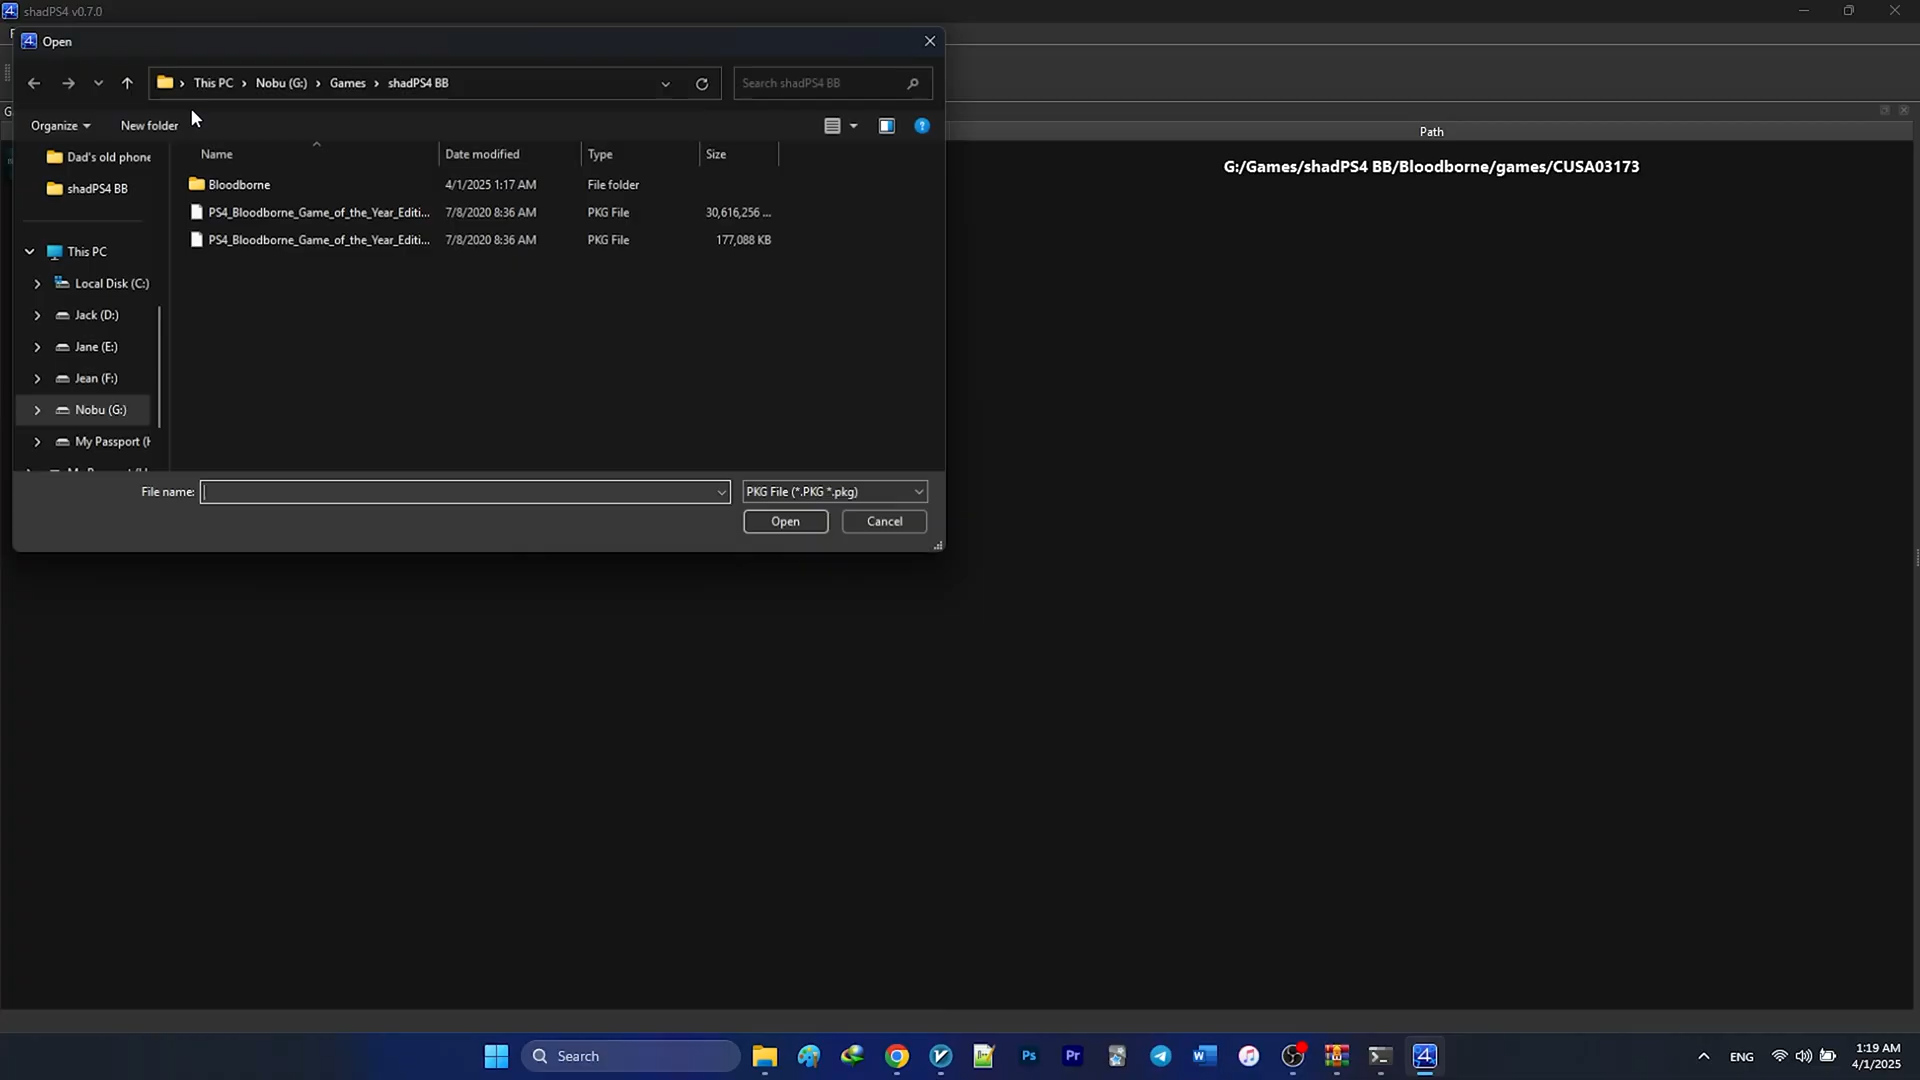 shadPS4 v0.7.0
Open
This PC > Nobu (G:) > Games > shadPS4 BB
Search shadPS4 BB
Organize
New folder
Path
Name
Date modified
Type
Size
G:/Games/shadPS4 BB/Bloodborne/games/CUSA03173
Dad's old phone
shadPS4 BB
This PC
Local Disk (C:)
Jack (D:)
Jane (E:)
Jean (F:)
Nobu (G:)
My Passport (
Bloodborne 4/1/2025 1:17 AM File folder
PS4_Bloodborne_Game_of_the_Year_Editi... 7/8/2020 8:36 AM PKG File 30,616,256 ...
PS4_Bloodborne_Game_of_the_Year_Editi... 7/8/2020 8:36 AM PKG File 177,088 KB
File name:
PKG File (*.PKG *.pkg)
Open
Cancel
Search
Ps
Pr
ENG
1:19 AM
4/1/2025